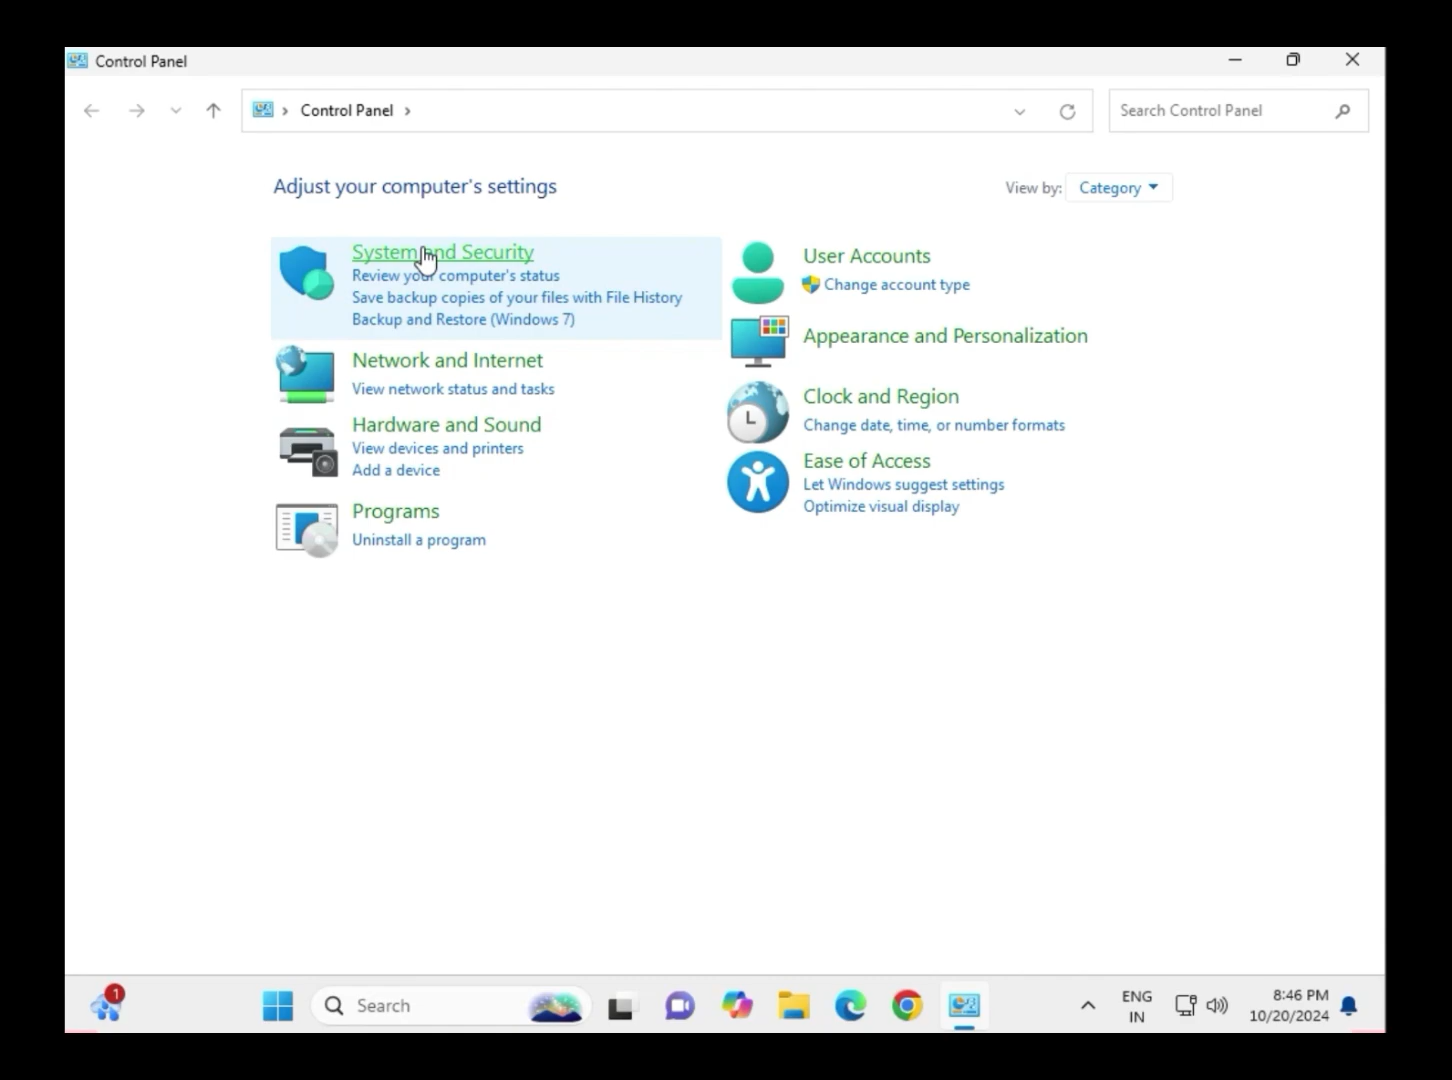 Control Panel
Control Panel
Search Control Panel
Adjust your computer's settings
View by: Category
System and Security
Review your computer's status
Save backup copies of your files with File History
Backup and Restore (Windows 7)
Network and Internet
View network status and tasks
Hardware and Sound
View devices and printers
Add a device
Programs
Uninstall a program
User Accounts
Change account type
Appearance and Personalization
Clock and Region
Change date, time, or number formats
Ease of Access
Let Windows suggest settings
Optimize visual display
1
Search
ENG
IN
8:46 PM
10/20/2024